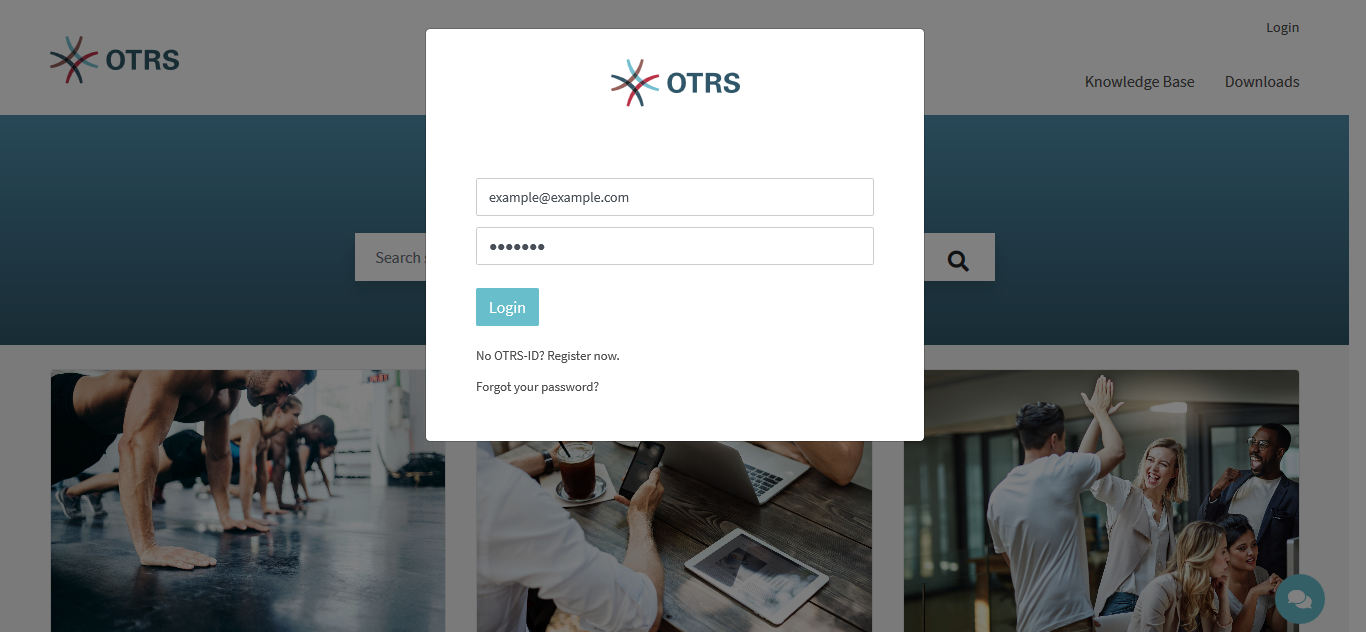 Login
OTRS
OTRS
Knowledge Base
Downloads
example@example.com
Search
●●●●●●●
Login
No OTRS-ID? Register now.
Forgot your password?